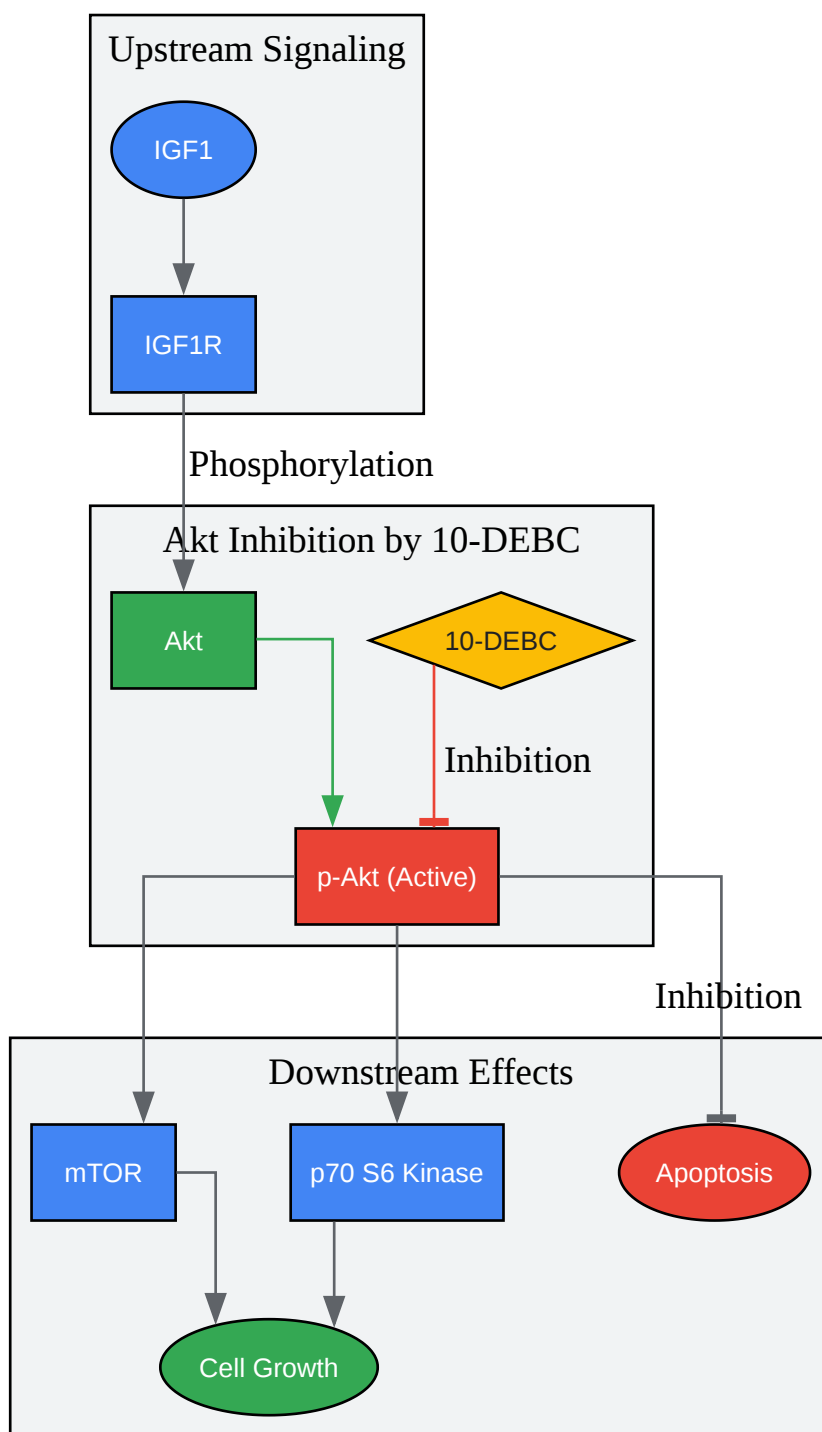 Upstream Signaling
IGF1
IGF1R
Phosphorylation
Akt Inhibition by 10-DEBC
Akt
10-DEBC
Inhibition
p-Akt (Active)
Inhibition
Downstream Effects
mTOR
p70 S6 Kinase
Apoptosis
Cell Growth